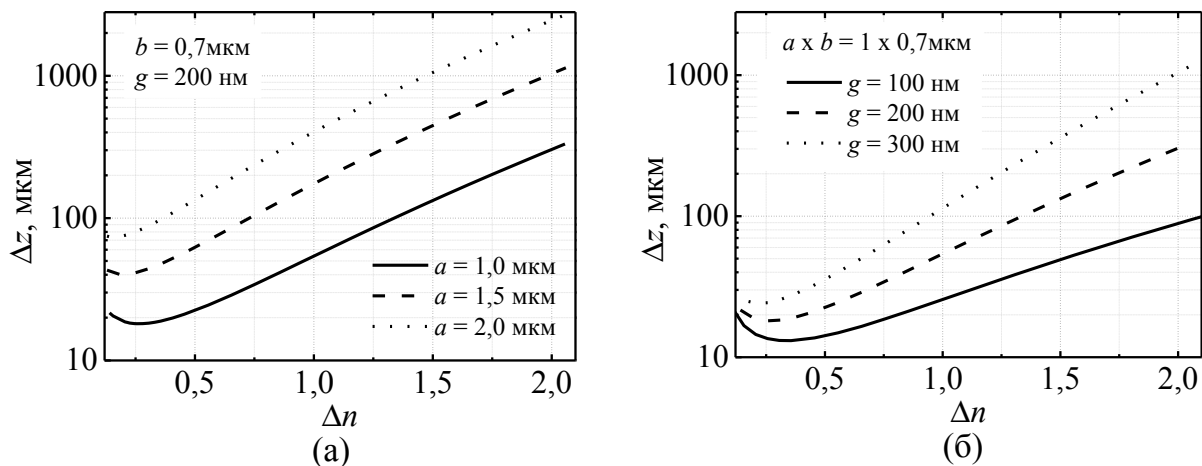 b = 0,7мкм
g = 200 нм
1000
100
10
Δz, мкм
a = 1,0 мкм
a = 1,5 мкм
a = 2,0 мкм
0,5 1,0 1,5 2,0
Δn
(а)
a x b = 1 x 0,7мкм
g = 100 нм
g = 200 нм
g = 300 нм
1000
100
10
Δz, мкм
0,5 1,0 1,5 2,0
Δn
(б)